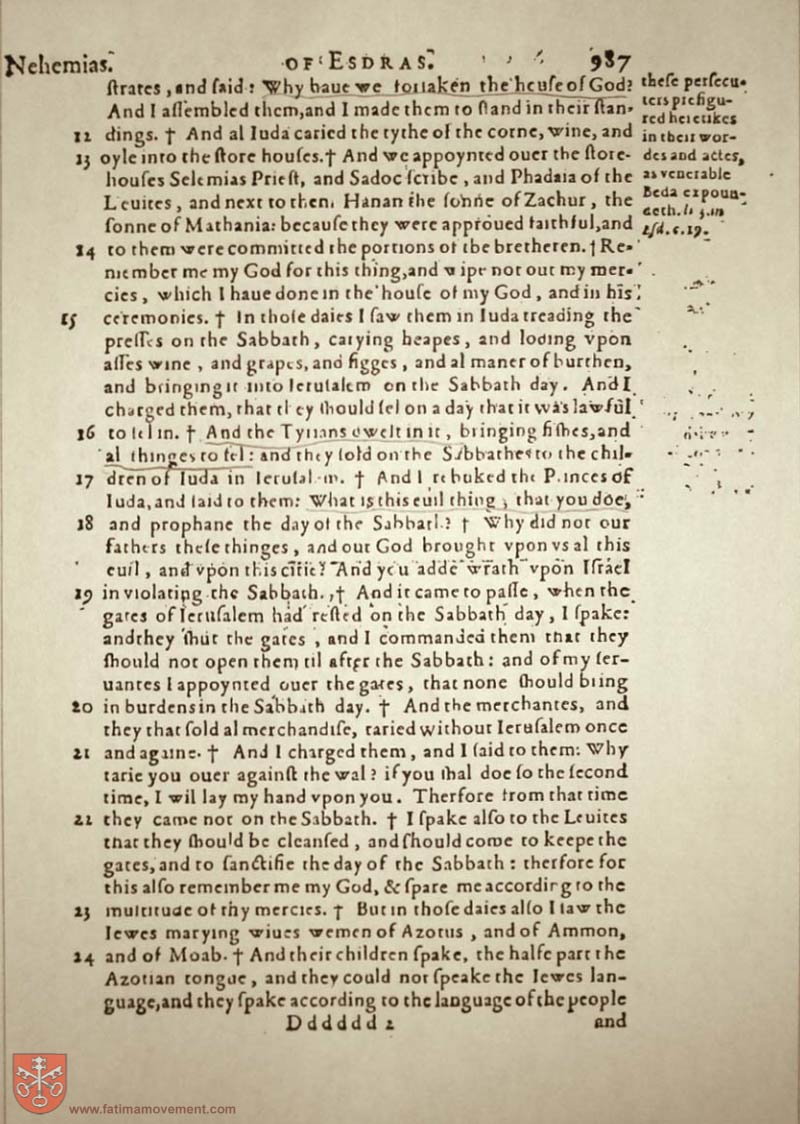 Nehemias. OF ESDRAS. 987
ſtrates, and ſaid: Why haue we forſaken the houſe of God?
And I aſſembled them, and I made them to ſtand in their ſtan-
12 dings. † And al Iuda caried the tythe of the corne, wine, and
13 oyle into the ſtore houſes. † And we appoynted ouer the ſtore-
houſes Selemias Prieſt, and Sadoc ſcribe, and Phadaia of the
Leuites, and next to them, Hanan the ſonne of Zachur, the
ſonne of Mathania: becauſe they were approued faithful, and
14 to them were committed the portions of the bretheren. † Re-
member me my God for this thing, and wipe not out my mer-
cies, which I haue done in the houſe of my God, and in his
15 ceremonies. † In thoſe daies I ſaw them in Iuda treading the
preſſes on the Sabbath, carying heapes, and loding vpon
aſſes wine, and grapes, and figges, and al maner of burthen,
and bringing it into Ieruſalem on the Sabbath day. And I
charged them, that they ſhould ſel on a day that it was lawful
16 to ſel in. † And the Tyrians dwelt in it, bringing fiſhes, and
al thinges to ſel: and they ſold on the Sabbathes to the chil-
17 dren of Iuda in Ieruſalem. † And I rebuked the Princes of
Iuda, and ſaid to them: What is this euil thing, that you doe,
18 and prophane the day of the Sabbath? † Why did not our
fathers theſe thinges, and our God brought vpon vs al this
euil, and vpon this citie? And you adde wrath vpon Iſrael
19 in violating the Sabbath. † And it came to paſſe, when the
gates of Ieruſalem had reſted on the Sabbath day, I ſpake:
and they ſhut the gates, and I commanded them that they
ſhould not open them til after the Sabbath: and of my ſer-
uantes I appoynted ouer the gates, that none ſhould bring
20 in burdens in the Sabbath day. † And the merchantes, and
they that ſold al merchandiſe, taried without Ieruſalem once
21 and againe. † And I charged them, and I ſaid to them: Why
tarie you ouer againſt the wal? if you ſhal doe ſo the ſecond
time, I wil lay my hand vpon you. Therfore from that time
22 they came not on the Sabbath. † I ſpake alſo to the Leuites
that they ſhould be cleanſed, and ſhould come to keepe the
gates, and to ſanctifie the day of the Sabbath: therfore for
this alſo remember me my God, & ſpare me according to the
23 multitude of thy mercies. † But in thoſe daies alſo I ſaw the
Iewes marying wiues wemen of Azotus, and of Ammon,
24 and of Moab. † And their children ſpake, the halfe part the
Azotian tongue, and they could not ſpeake the Iewes lan-
guage, and they ſpake according to the language of the people
Dddddd 2 and
theſe perſecu-
ters prefigu-
red heretikes
in their wor-
des and actes,
as venerable
Beda expoun-
deth. li 3. in
Eſd. c. 19.
www.fatimamovement.com